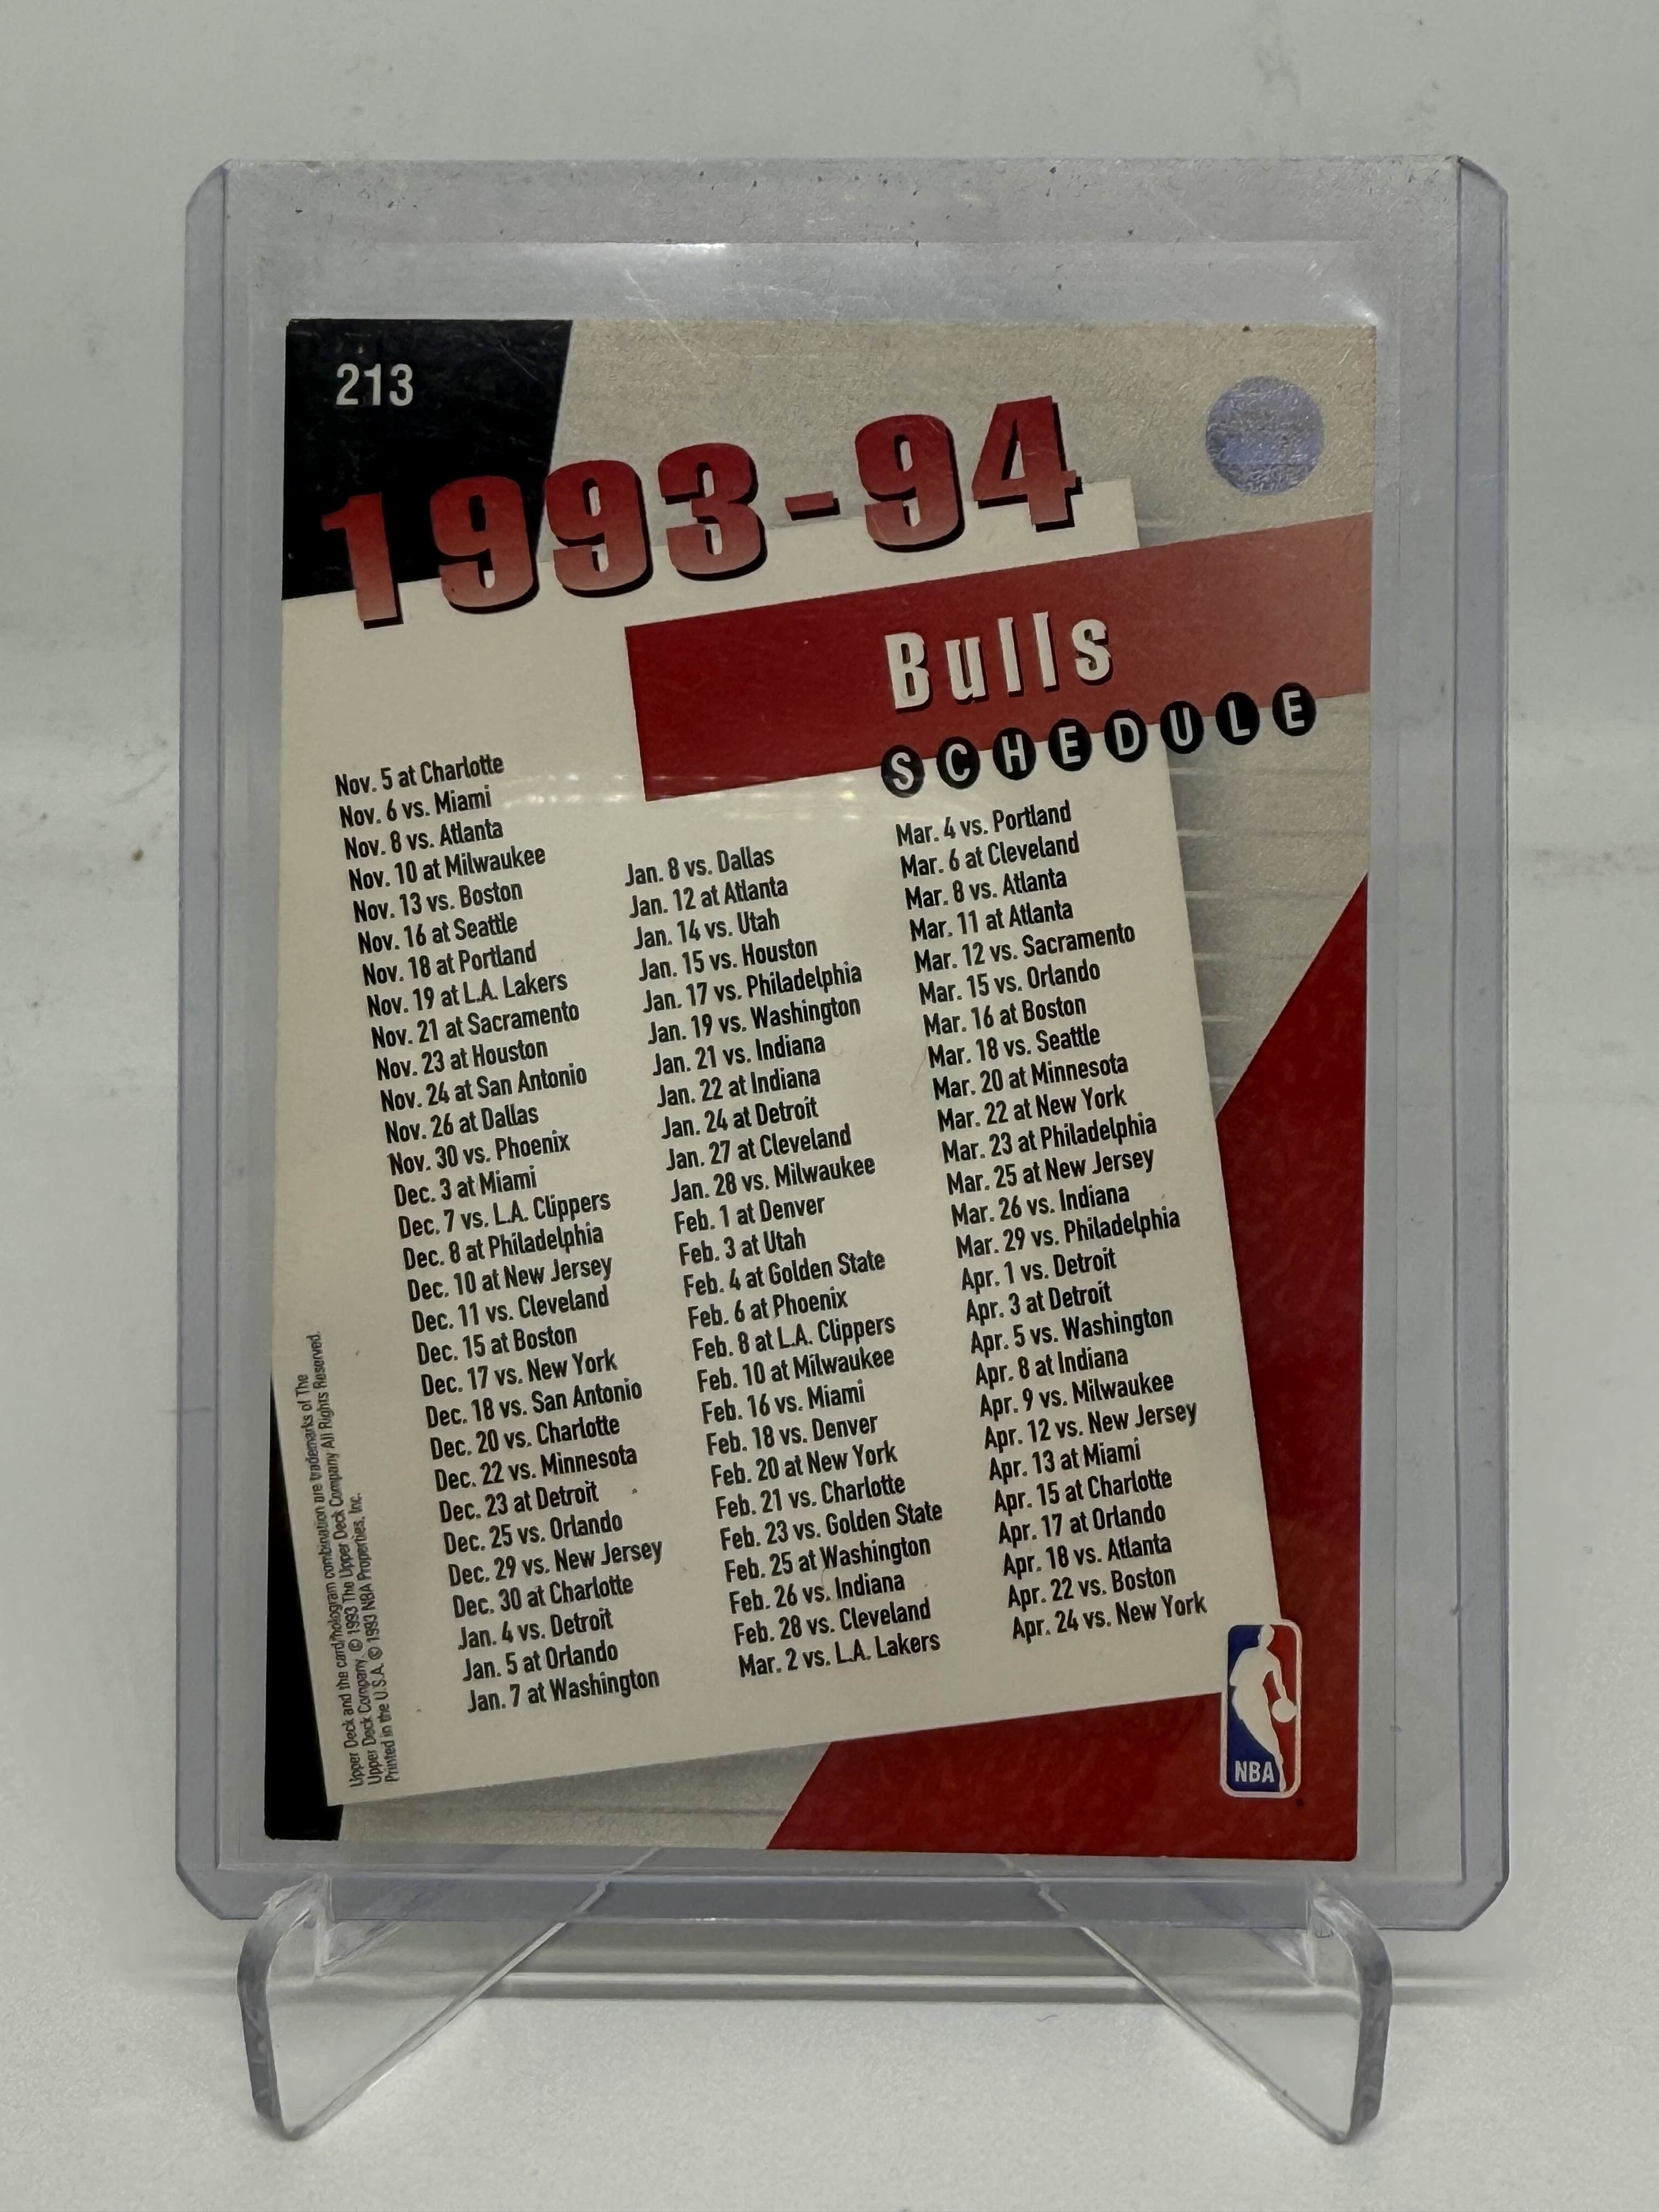 213
1993-94
Bulls
SCHEDULE
Nov. 5 at Charlotte
Nov. 6 vs. Miami
Nov. 8 vs. Atlanta
Nov. 10 at Milwaukee
Nov. 13 vs. Boston
Nov. 16 at Seattle
Nov. 18 at Portland
Nov. 19 at L.A. Lakers
Nov. 21 at Sacramento
Nov. 23 at Houston
Nov. 24 at San Antonio
Nov. 26 at Dallas
Nov. 30 vs. Phoenix
Dec. 3 at Miami
Dec. 7 vs. L.A. Clippers
Dec. 8 at Philadelphia
Dec. 10 at New Jersey
Dec. 11 vs. Cleveland
Dec. 15 at Boston
Dec. 17 vs. New York
Dec. 18 vs. San Antonio
Dec. 20 vs. Charlotte
Dec. 22 vs. Minnesota
Dec. 23 at Detroit
Dec. 25 vs. Orlando
Dec. 29 vs. New Jersey
Dec. 30 at Charlotte
Jan. 4 vs. Detroit
Jan. 5 at Orlando
Jan. 7 at Washington
Jan. 8 vs. Dallas
Jan. 12 at Atlanta
Jan. 14 vs. Utah
Jan. 15 vs. Houston
Jan. 17 vs. Philadelphia
Jan. 19 vs. Washington
Jan. 21 vs. Indiana
Jan. 22 at Indiana
Jan. 24 at Detroit
Jan. 27 at Cleveland
Jan. 28 vs. Milwaukee
Feb. 1 at Denver
Feb. 3 at Utah
Feb. 4 at Golden State
Feb. 6 at Phoenix
Feb. 8 at L.A. Clippers
Feb. 10 at Milwaukee
Feb. 16 vs. Miami
Feb. 18 vs. Denver
Feb. 20 at New York
Feb. 21 vs. Charlotte
Feb. 23 vs. Golden State
Feb. 25 at Washington
Feb. 26 vs. Indiana
Feb. 28 vs. Cleveland
Mar. 2 vs. L.A. Lakers
Mar. 4 vs. Portland
Mar. 6 at Cleveland
Mar. 8 vs. Atlanta
Mar. 11 at Atlanta
Mar. 12 vs. Sacramento
Mar. 15 vs. Orlando
Mar. 16 at Boston
Mar. 18 vs. Seattle
Mar. 20 at Minnesota
Mar. 22 at New York
Mar. 23 at Philadelphia
Mar. 25 at New Jersey
Mar. 26 vs. Indiana
Mar. 29 vs. Philadelphia
Apr. 1 vs. Detroit
Apr. 3 at Detroit
Apr. 5 vs. Washington
Apr. 8 at Indiana
Apr. 9 vs. Milwaukee
Apr. 12 vs. New Jersey
Apr. 13 at Miami
Apr. 15 at Charlotte
Apr. 17 at Orlando
Apr. 18 vs. Atlanta
Apr. 22 vs. Boston
Apr. 24 vs. New York
Upper Deck and the card/hologram combination are trademarks of The
Upper Deck Company. © 1993 The Upper Deck Company All Rights Reserved.
Printed in the U.S.A. © 1993 NBA Properties, Inc.
NBA